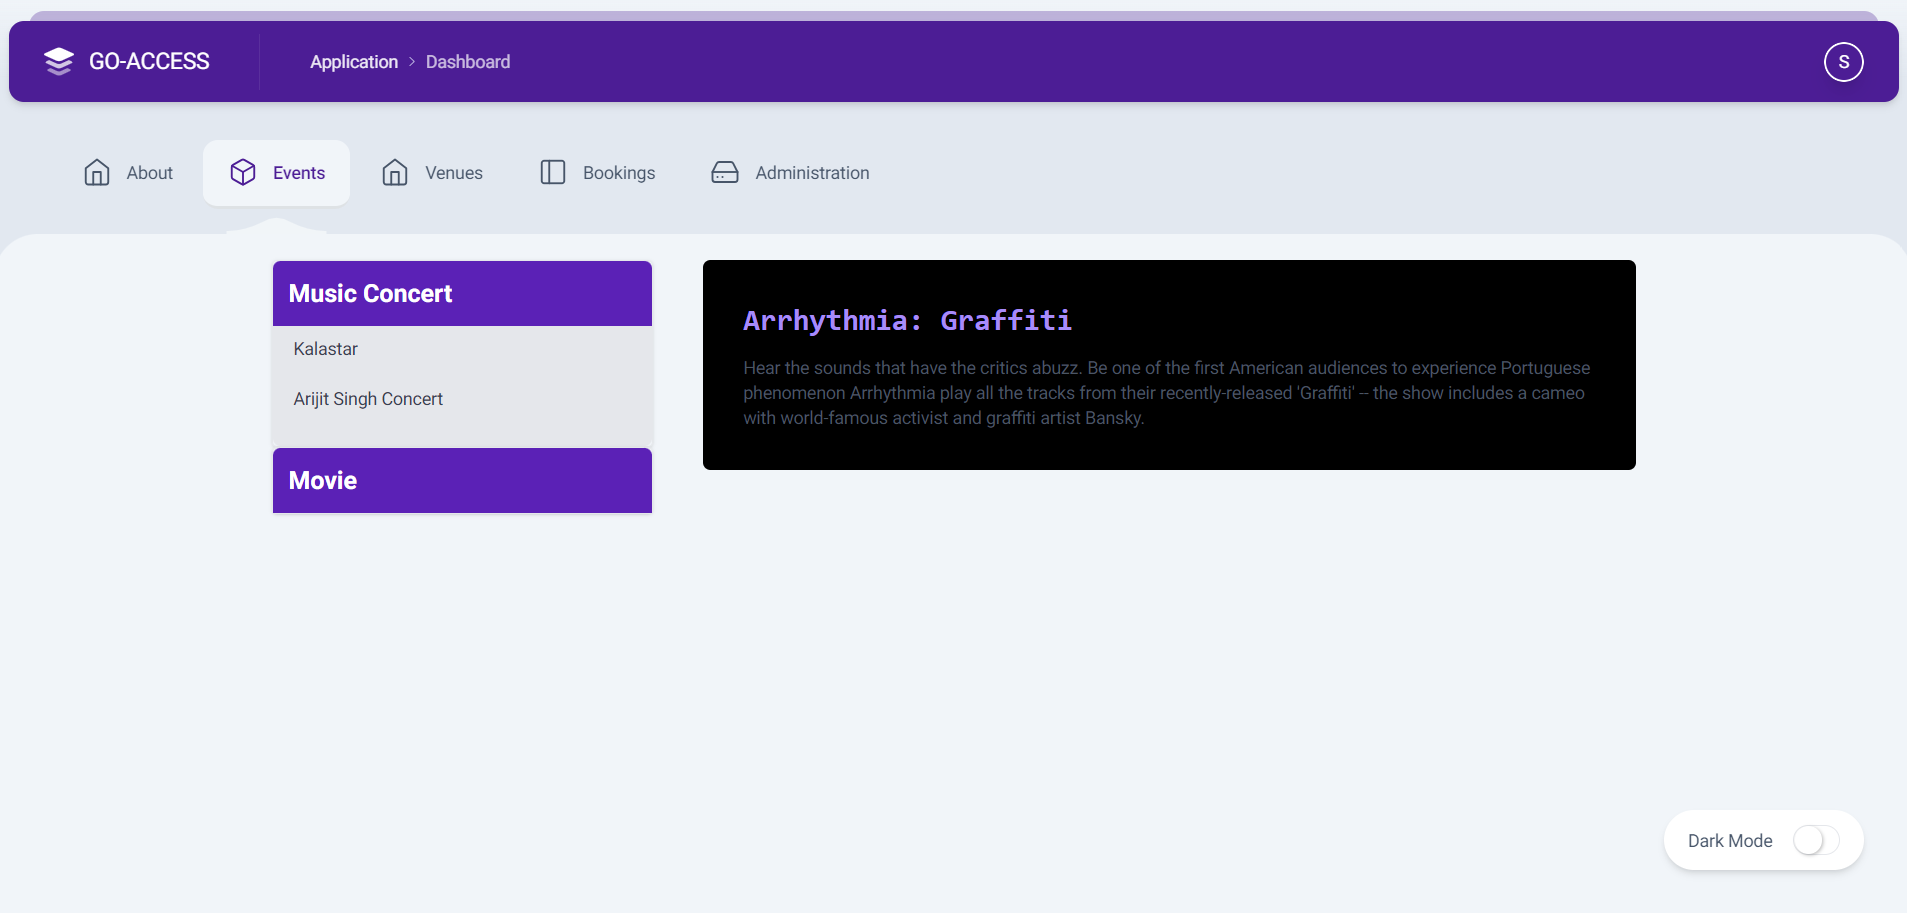 GO-ACCESS
Application > Dashboard
S
About
Events
Venues
Bookings
Administration
Music Concert
Kalastar
Arijit Singh Concert
Movie
Arrhythmia: Graffiti
Hear the sounds that have the critics abuzz. Be one of the first American audiences to experience Portuguese
phenomenon Arrhythmia play all the tracks from their recently-released 'Graffiti' -- the show includes a cameo
with world-famous activist and graffiti artist Bansky.
Dark Mode